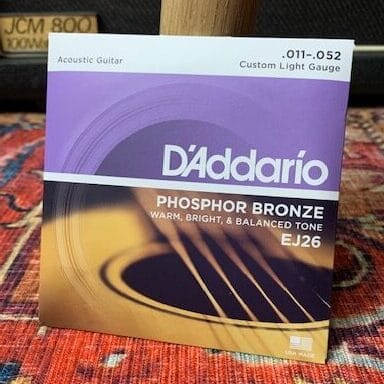 JCM 800
100W
Acoustic Guitar
.011–.052
Custom Light Gauge
D'Addario
PHOSPHOR BRONZE
WARM, BRIGHT, & BALANCED TONE
EJ26
USA MADE